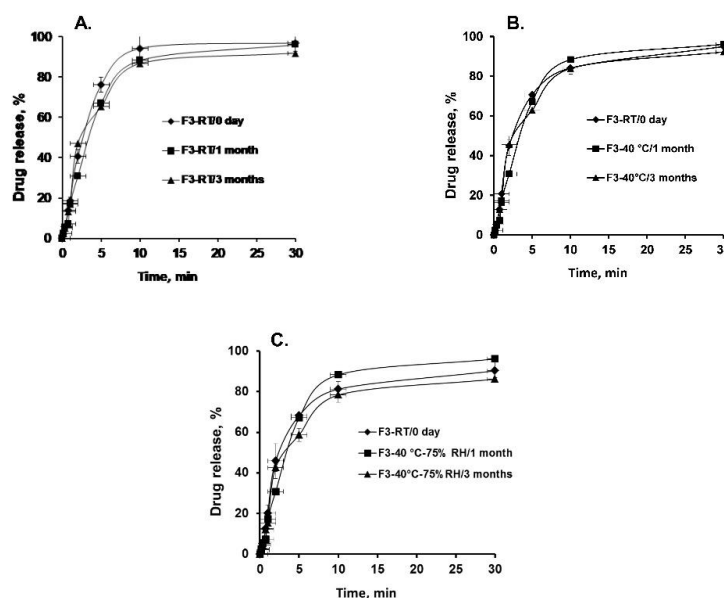 A.
100
80
60
40
20
0
Drug release, %
F3-RT/0 day
F3-RT/1 month
F3-RT/3 months
0 5 10 15 20 25 30
Time, min
B.
100
80
60
40
20
0
Drug release, %
F3-RT/0 day
F3-40 °C/1 month
F3-40°C/3 months
0 5 10 15 20 25 30
Time, min
C.
100
80
60
40
20
0
Drug release, %
F3-RT/0 day
F3-40 °C-75% RH/1 month
F3-40°C-75%RH/3 months
0 5 10 15 20 25 30
Time, min